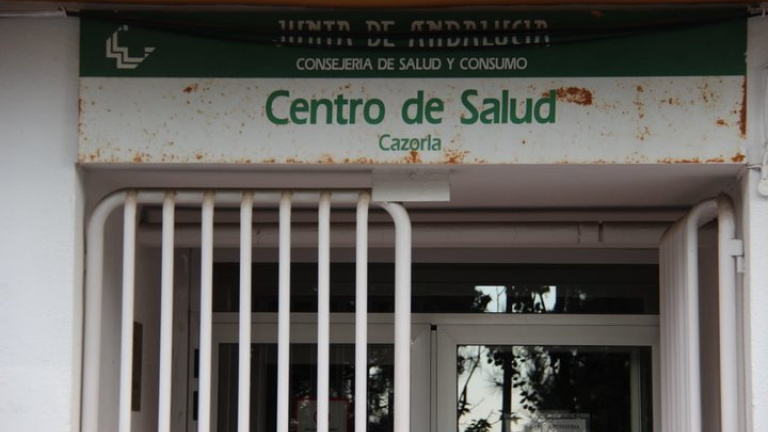 JUNTA DE ANDALUCIA
CONSEJERIA DE SALUD Y CONSUMO
Centro de Salud
Cazorla